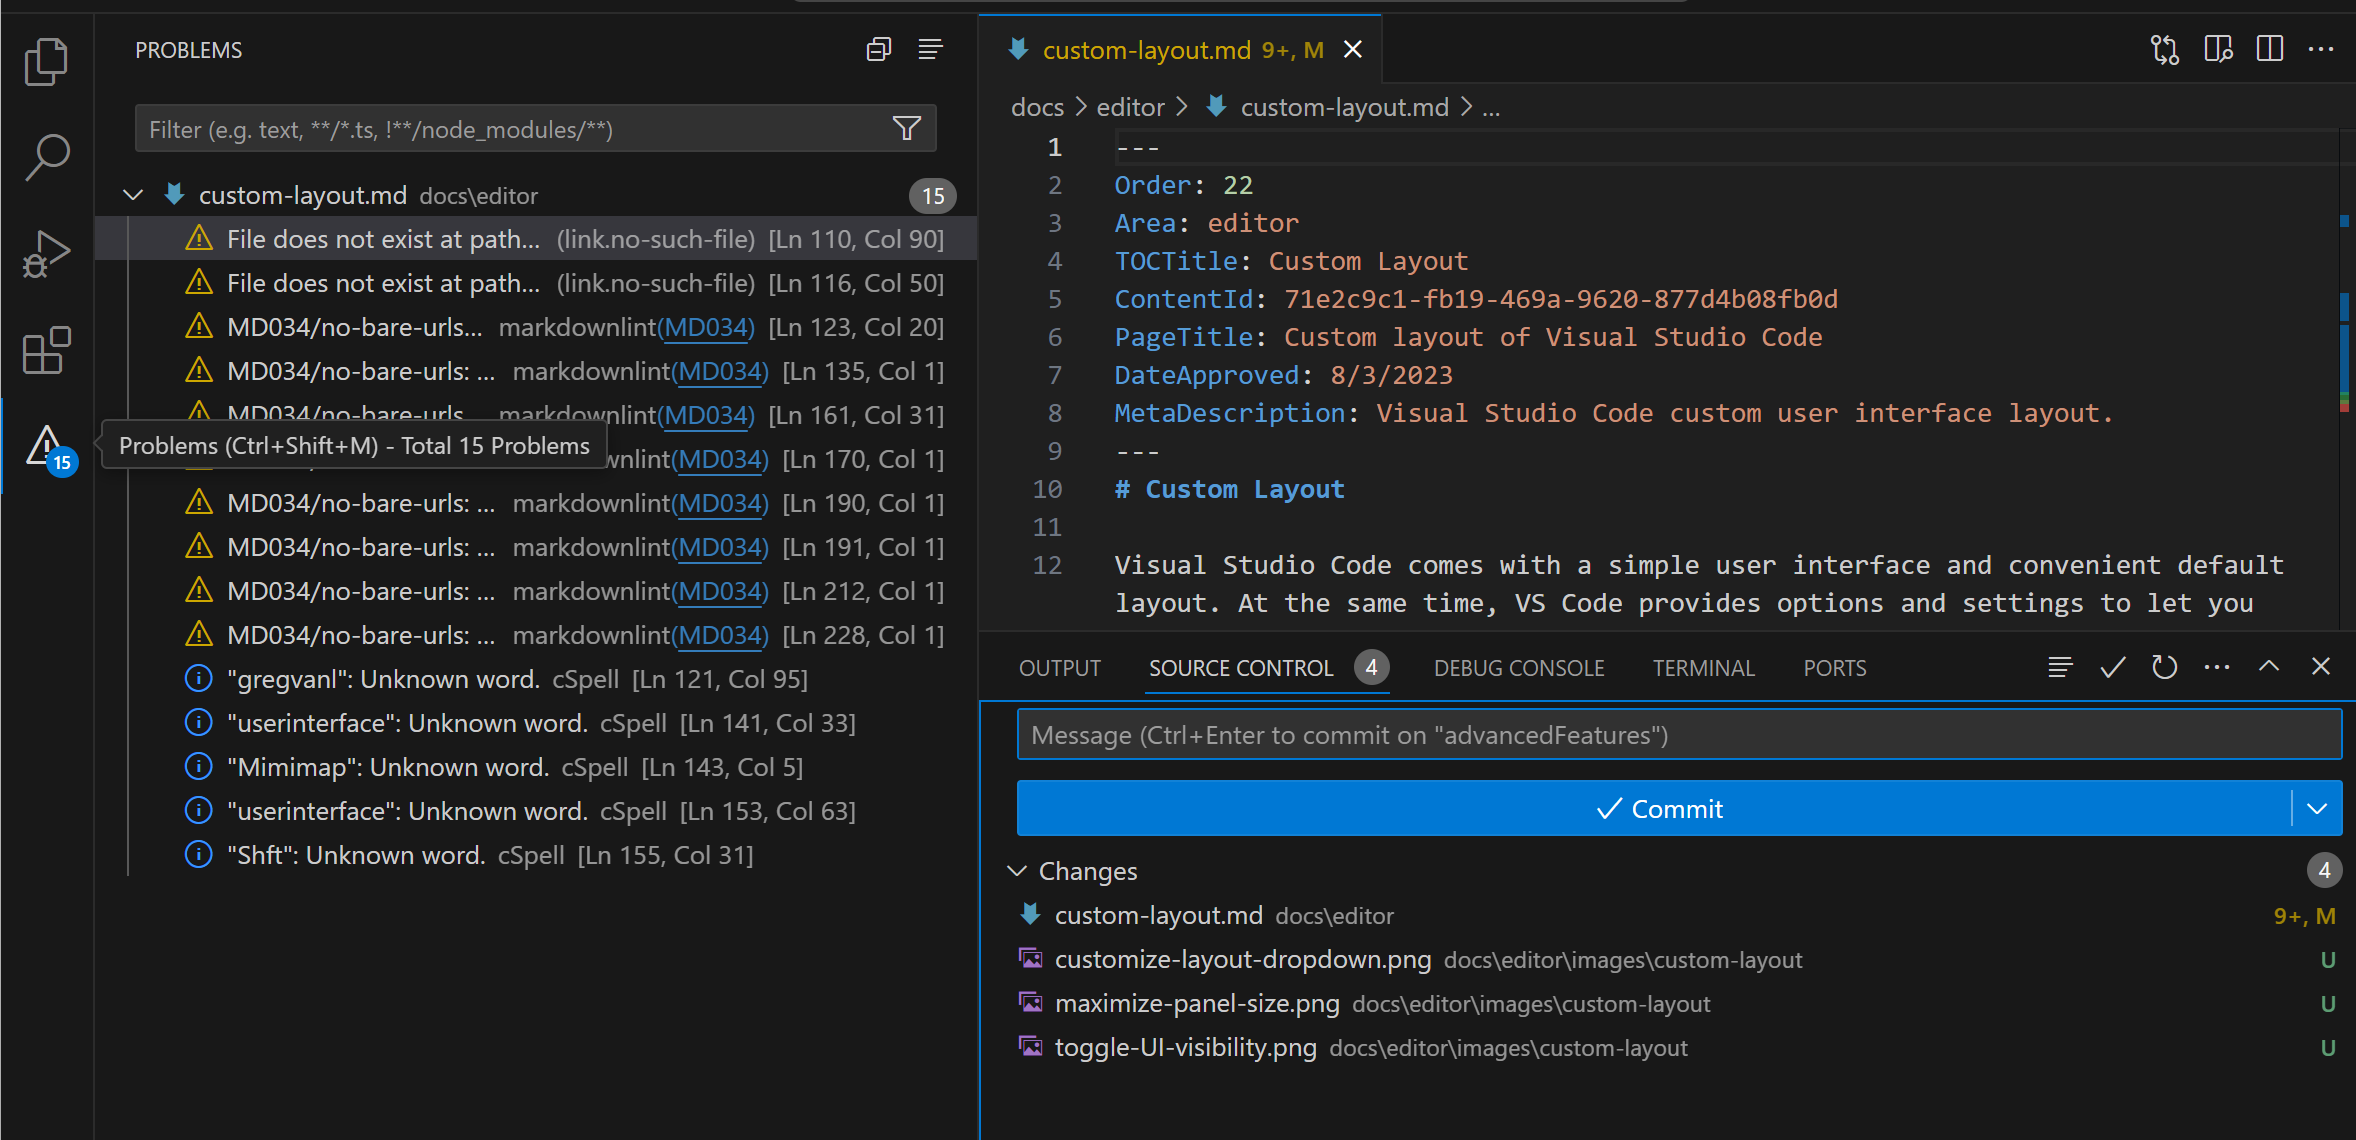 PROBLEMS
Filter (e.g. text, **/*.ts, !**/node_modules/**)
custom-layout.md docs\editor 15
File does not exist at path... (link.no-such-file) [Ln 110, Col 90]
File does not exist at path... (link.no-such-file) [Ln 116, Col 50]
MD034/no-bare-urls... markdownlint(MD034) [Ln 123, Col 20]
MD034/no-bare-urls: ... markdownlint(MD034) [Ln 135, Col 1]
MD034/no-bare-urls... markdownlint(MD034) [Ln 161, Col 31]
15
Problems (Ctrl+Shift+M) - Total 15 Problems
(MD034) [Ln 170, Col 1]
MD034/no-bare-urls: ... markdownlint(MD034) [Ln 190, Col 1]
MD034/no-bare-urls: ... markdownlint(MD034) [Ln 191, Col 1]
MD034/no-bare-urls: ... markdownlint(MD034) [Ln 212, Col 1]
MD034/no-bare-urls: ... markdownlint(MD034) [Ln 228, Col 1]
"gregvanl": Unknown word. cSpell [Ln 121, Col 95]
"userinterface": Unknown word. cSpell [Ln 141, Col 33]
"Mimimap": Unknown word. cSpell [Ln 143, Col 5]
"userinterface": Unknown word. cSpell [Ln 153, Col 63]
"Shft": Unknown word. cSpell [Ln 155, Col 31]
custom-layout.md 9+, M
docs > editor > custom-layout.md > ...
1 ---
2 Order: 22
3 Area: editor
4 TOCTitle: Custom Layout
5 ContentId: 71e2c9c1-fb19-469a-9620-877d4b08fb0d
6 PageTitle: Custom layout of Visual Studio Code
7 DateApproved: 8/3/2023
8 MetaDescription: Visual Studio Code custom user interface layout.
9 ---
10 # Custom Layout
11
12 Visual Studio Code comes with a simple user interface and convenient default
layout. At the same time, VS Code provides options and settings to let you
OUTPUT SOURCE CONTROL 4 DEBUG CONSOLE TERMINAL PORTS
Message (Ctrl+Enter to commit on "advancedFeatures")
Commit
Changes 4
custom-layout.md docs\editor 9+, M
customize-layout-dropdown.png docs\editor\images\custom-layout U
maximize-panel-size.png docs\editor\images\custom-layout U
toggle-UI-visibility.png docs\editor\images\custom-layout U